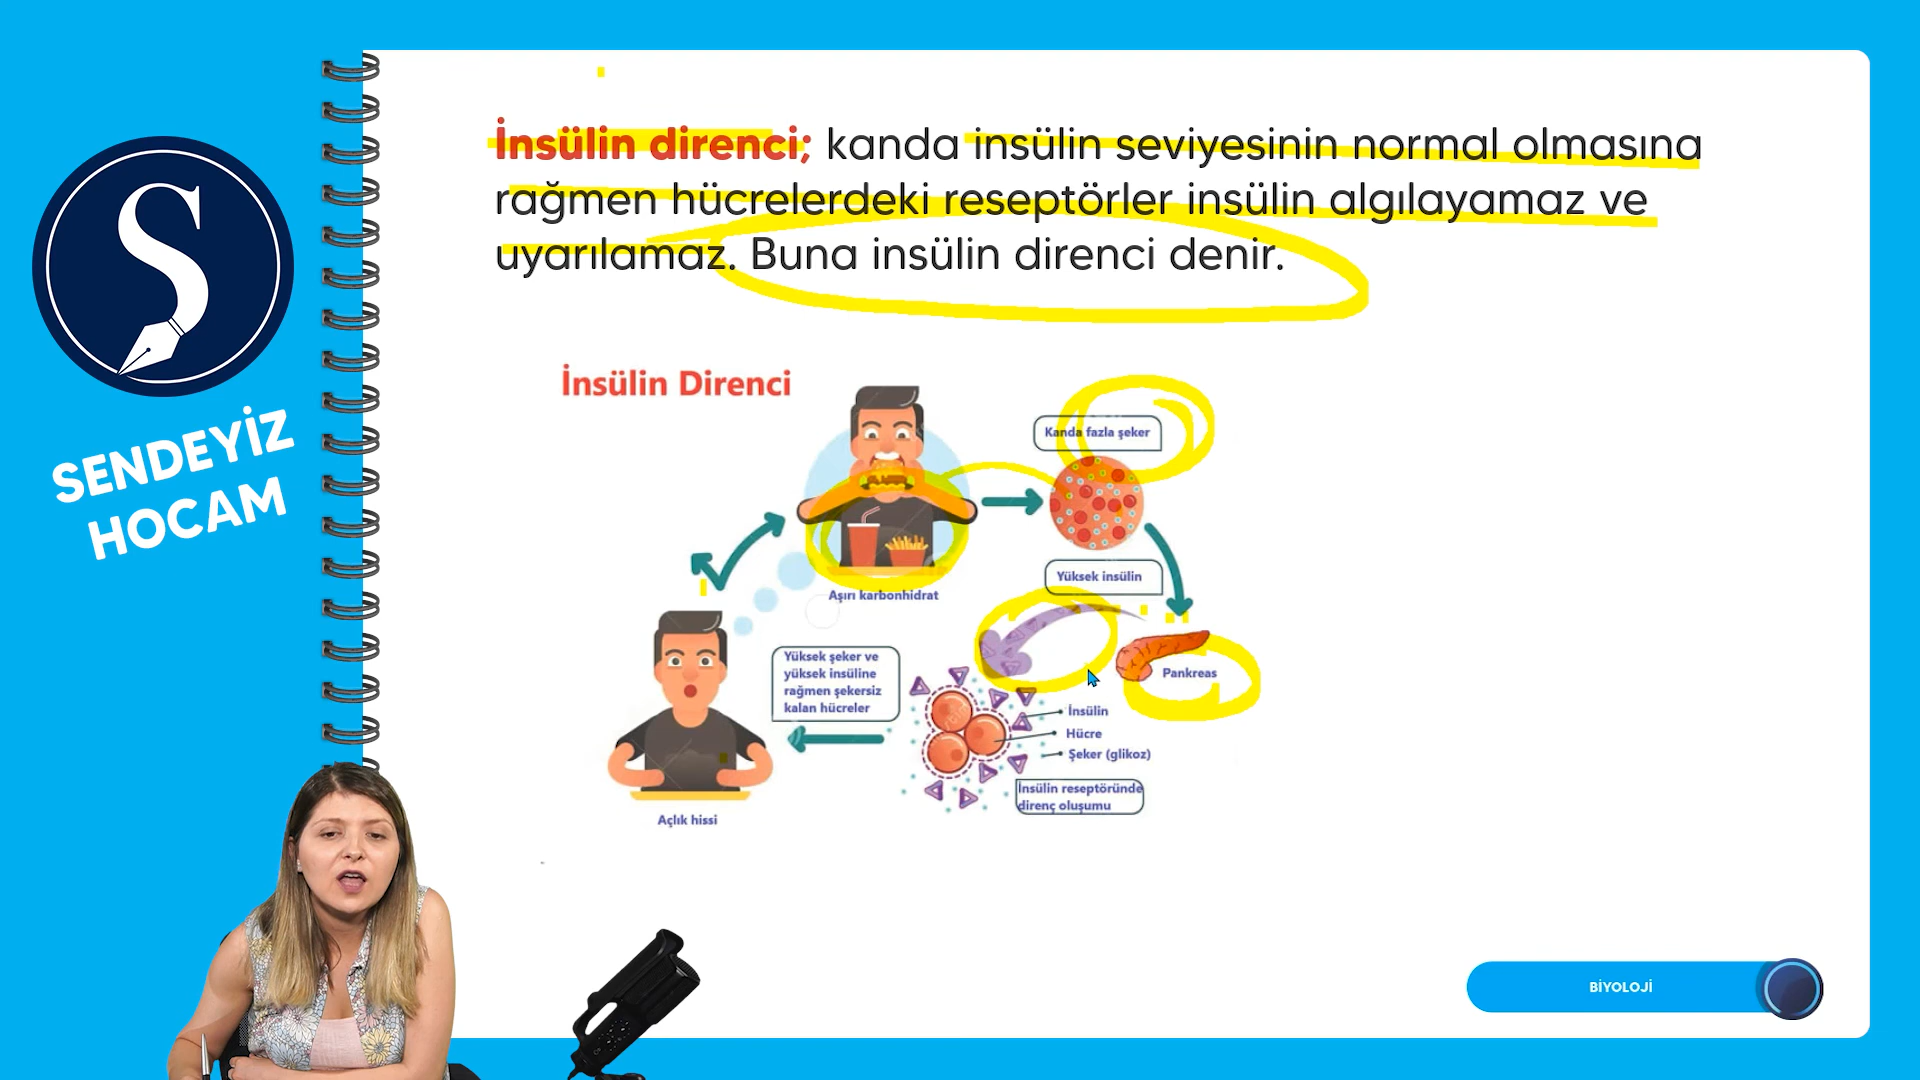 İnsülin direnci; kanda insülin seviyesinin normal olmasına
rağmen hücrelerdeki reseptörler insülin algılayamaz ve
uyarılamaz. Buna insülin direnci denir.
SENDEYİZ
HOCAM
İnsülin Direnci
Kanda fazla şeker
Aşırı karbonhidrat
Yüksek insülin
Pankreas
Yüksek şeker ve
yüksek insüline
rağmen şekersiz
kalan hücreler
İnsülin
Hücre
Şeker (glikoz)
İnsülin reseptöründe
direnç oluşumu
Açlık hissi
BİYOLOJİ